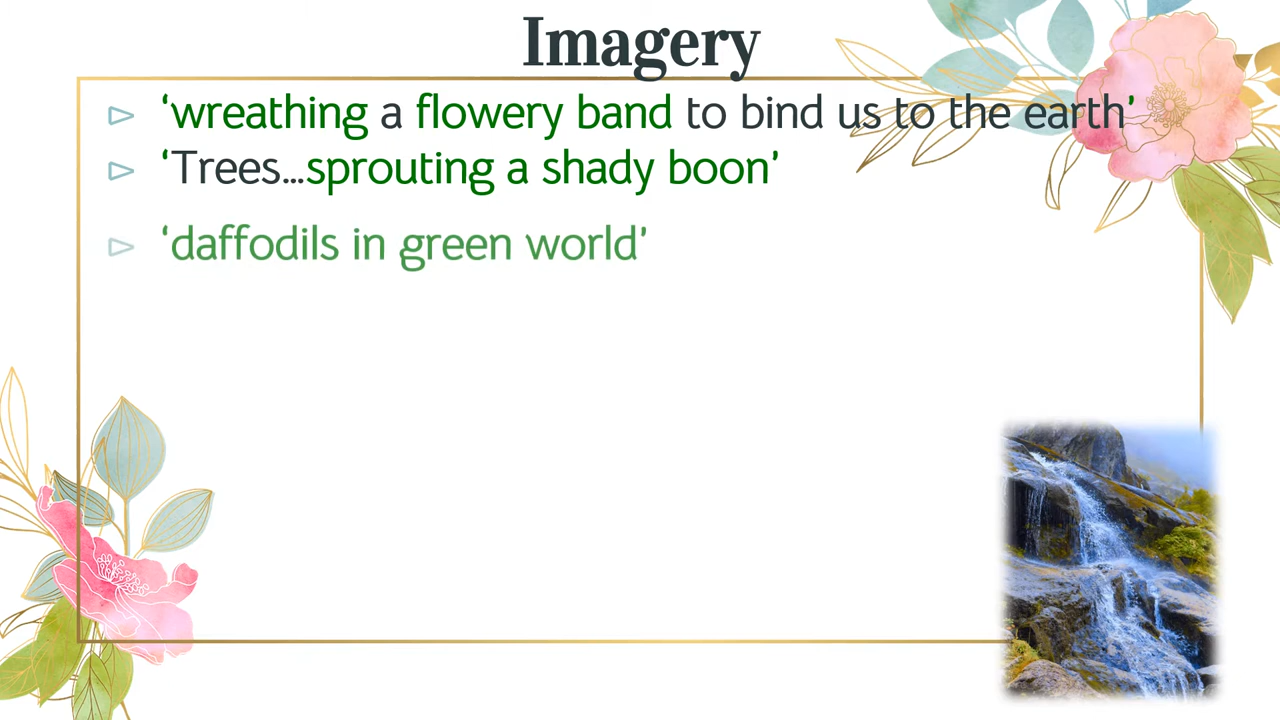 Imagery
‘wreathing a flowery band to bind us to the earth’
‘Trees...sprouting a shady boon’
‘daffodils in green world’